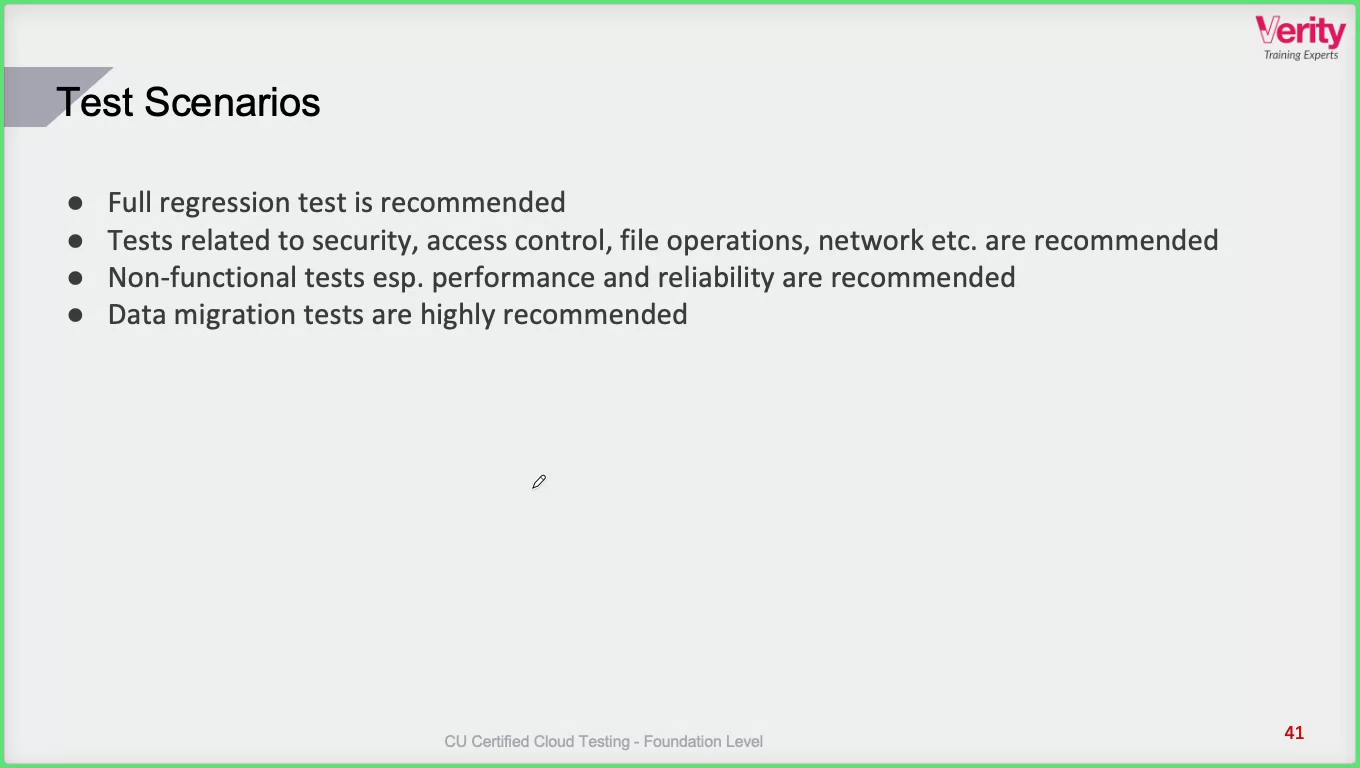 Verity
Training Experts
Test Scenarios
● Full regression test is recommended
● Tests related to security, access control, file operations, network etc. are recommended
● Non-functional tests esp. performance and reliability are recommended
● Data migration tests are highly recommended
CU Certified Cloud Testing - Foundation Level
41